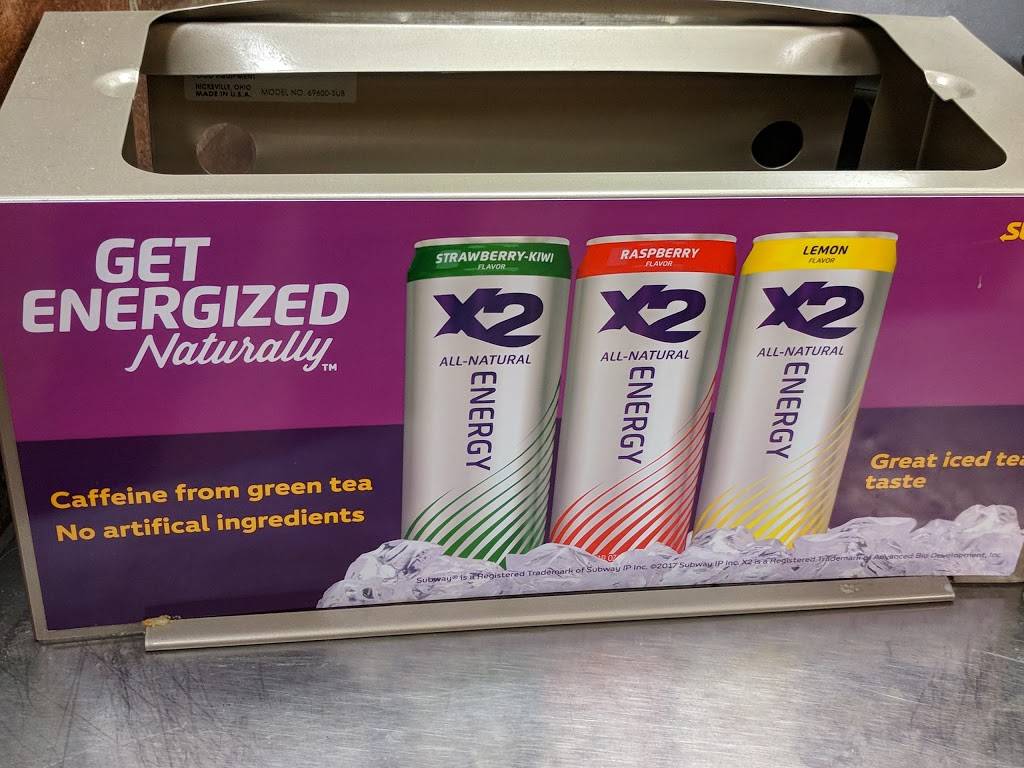 HICKSVILLE, OHIO
MADE IN U.S.A. MODEL NO. 69600-SUB
GET
ENERGIZED
Naturally™
Caffeine from green tea
No artifical ingredients
STRAWBERRY-KIWI
FLAVOR
X2
ALL-NATURAL
ENERGY
RASPBERRY
FLAVOR
X2
ALL-NATURAL
ENERGY
LEMON
FLAVOR
X2
ALL-NATURAL
ENERGY
Great iced tea
taste
Subway® is a Registered Trademark of Subway IP Inc. ©2017 Subway IP Inc. X2 is a Registered Trademark of Advanced Bio Development, Inc